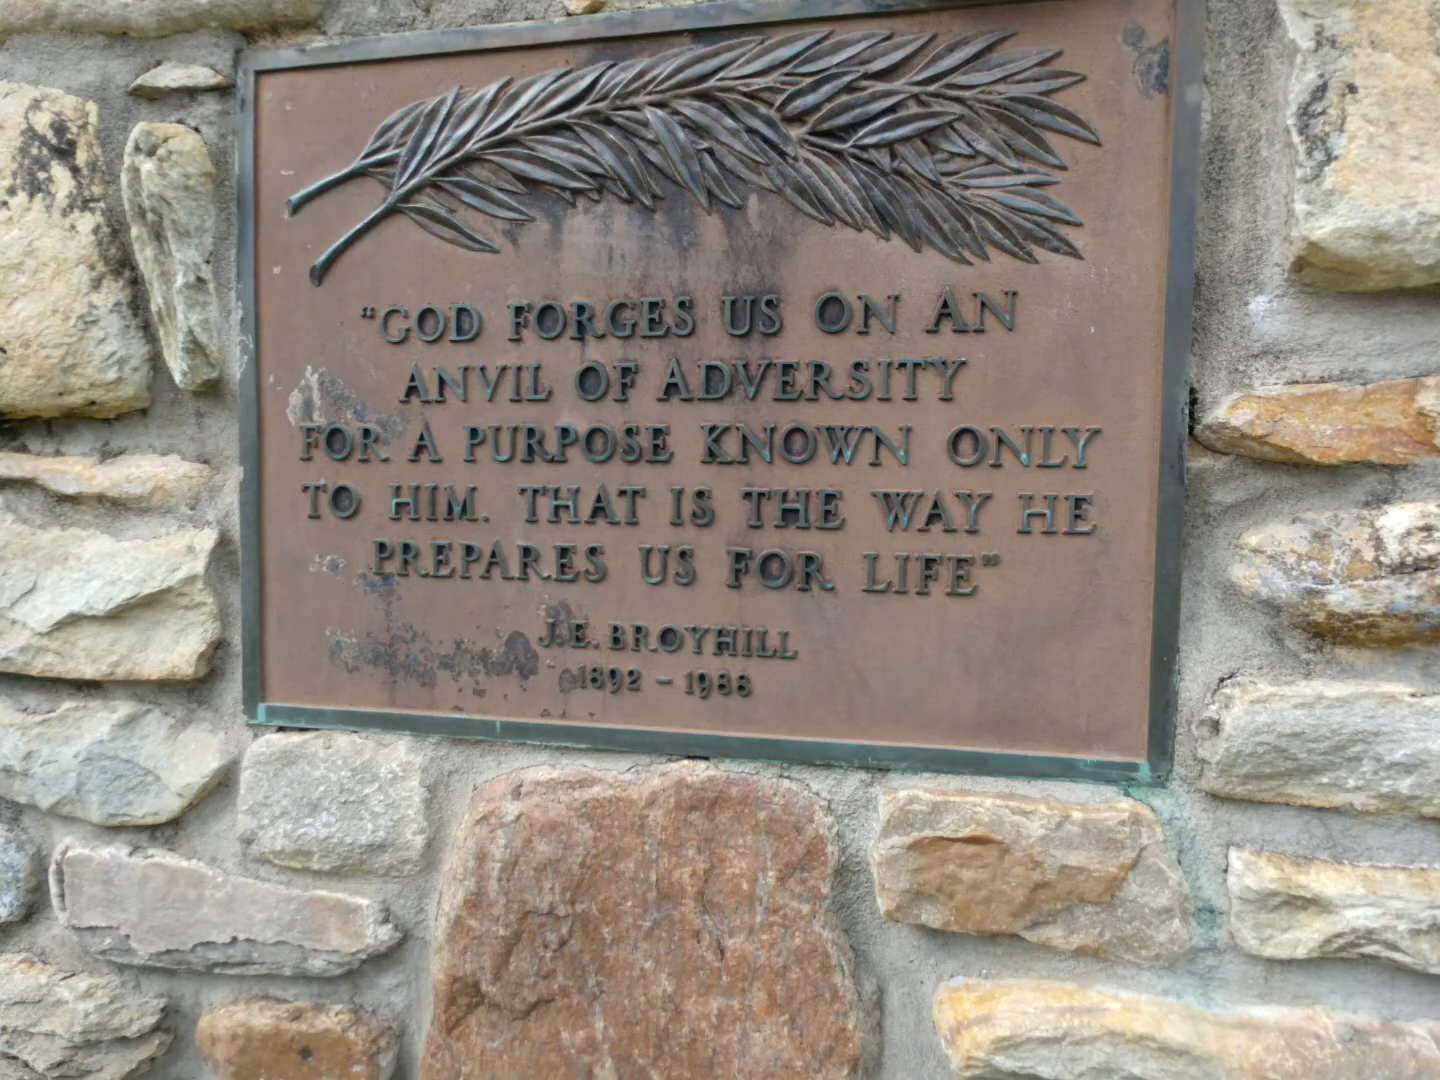 “GOD FORGES US ON AN
ANVIL OF ADVERSITY
FOR A PURPOSE KNOWN ONLY
TO HIM. THAT IS THE WAY HE
PREPARES US FOR LIFE”
J.E. BROYHILL
1892 – 1988